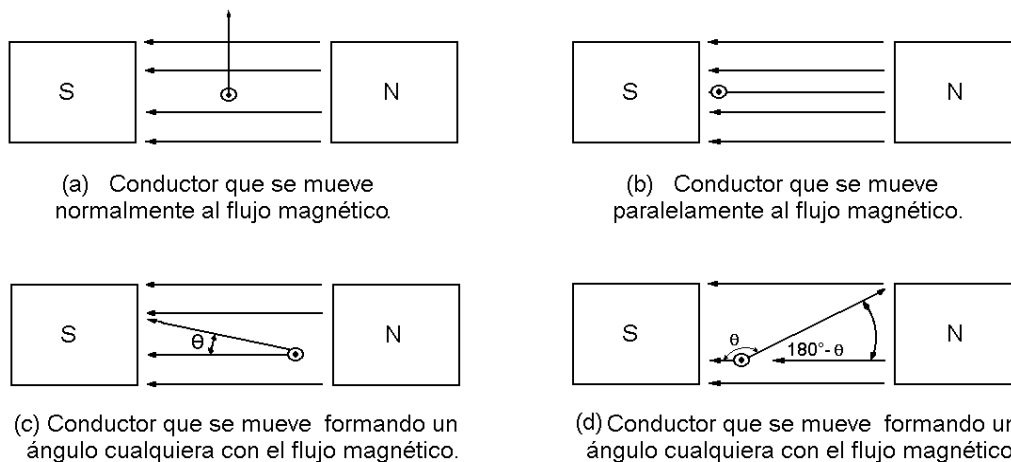 S
N
S
N
(a) Conductor que se mueve
normalmente al flujo magnético.
(b) Conductor que se mueve
paralelamente al flujo magnético.
S
θ
N
S
θ
180°- θ
N
(c) Conductor que se mueve formando un
ángulo cualquiera con el flujo magnético.
(d) Conductor que se mueve formando un
ángulo cualquiera con el flujo magnético